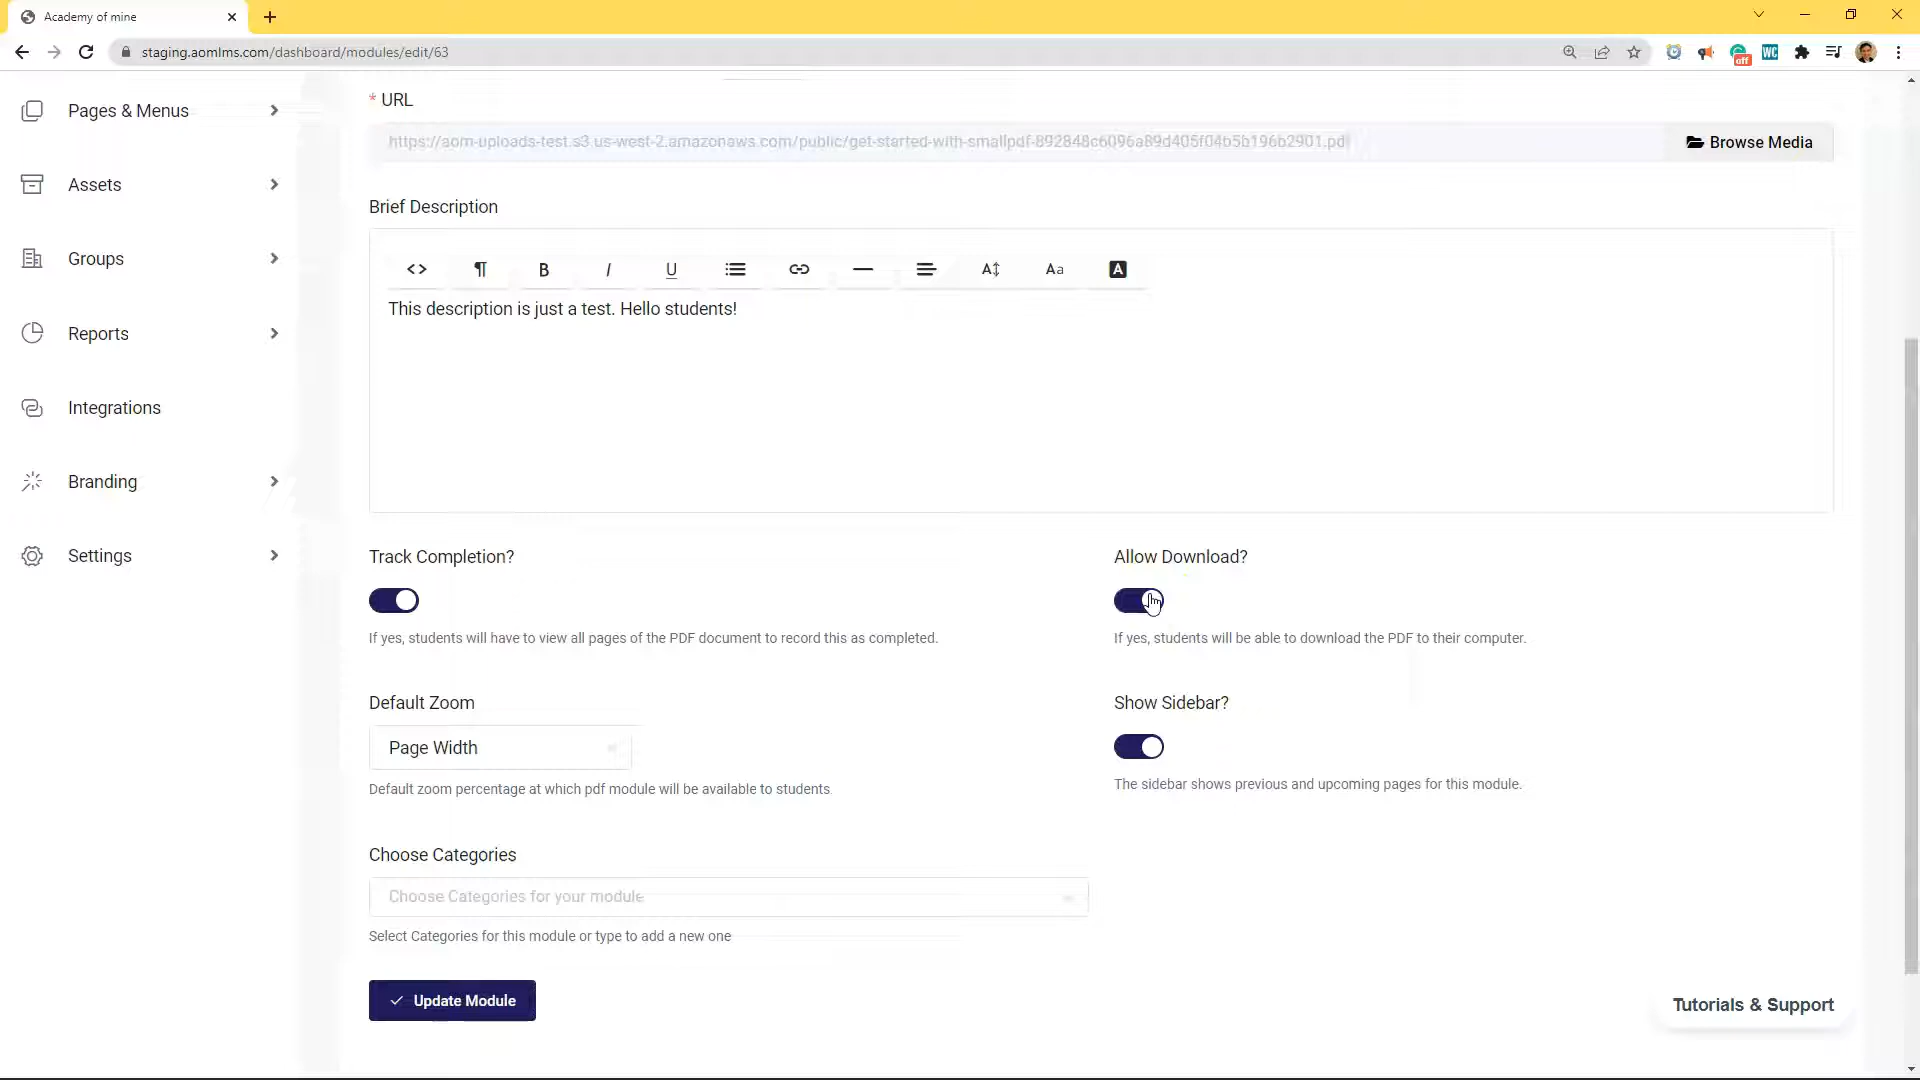 Academy of mine
staging.aomlms.com/dashboard/modules/edit/63
off
WC
Pages & Menus
Assets
Groups
Reports
Integrations
Branding
Settings
* URL
https://aom-uploads-test.s3.us-west-2.amazonaws.com/public/get-started-with-smallpdf-892848c6096a89d405f04b5b196b2901.pdf
Browse Media
Brief Description
B I U Aa A
This description is just a test. Hello students!
Track Completion?
If yes, students will have to view all pages of the PDF document to record this as completed.
Allow Download?
If yes, students will be able to download the PDF to their computer.
Default Zoom
Page Width
Default zoom percentage at which pdf module will be available to students
Show Sidebar?
The sidebar shows previous and upcoming pages for this module.
Choose Categories
Choose Categories for your module
Select Categories for this module or type to add a new one
Update Module
Tutorials & Support